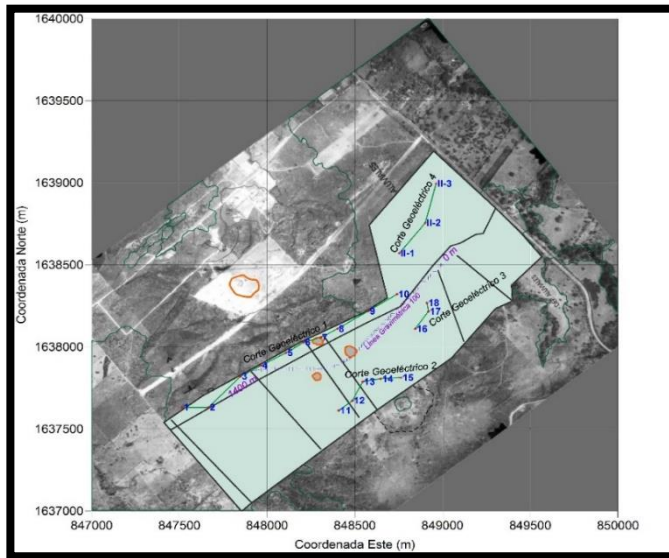 1640000
1639500
1639000
1638500
1638000
1637500
1637000
Coordenada Norte (m)
Corte Geoeléctrico 4
II-3
II-2
II-1
0 m
10
9
Línea Gravimétrica 100
18
17
16
Corte Geoeléctrico 3
Corte Geoeléctrico 1
8
7
6
5
4
3
1400 m
2
1
Corte Geoeléctrico 2
13
14
15
12
11
847000
847500
848000
848500
849000
849500
850000
Coordenada Este (m)